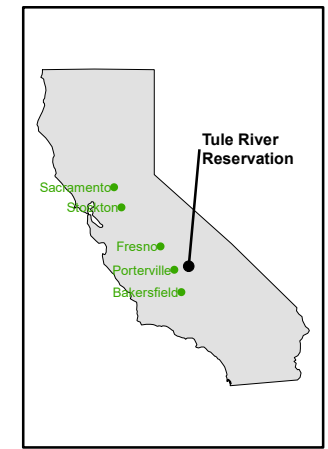 Tule River
Reservation
Sacramento
Stockton
Fresno
Porterville
Bakersfield